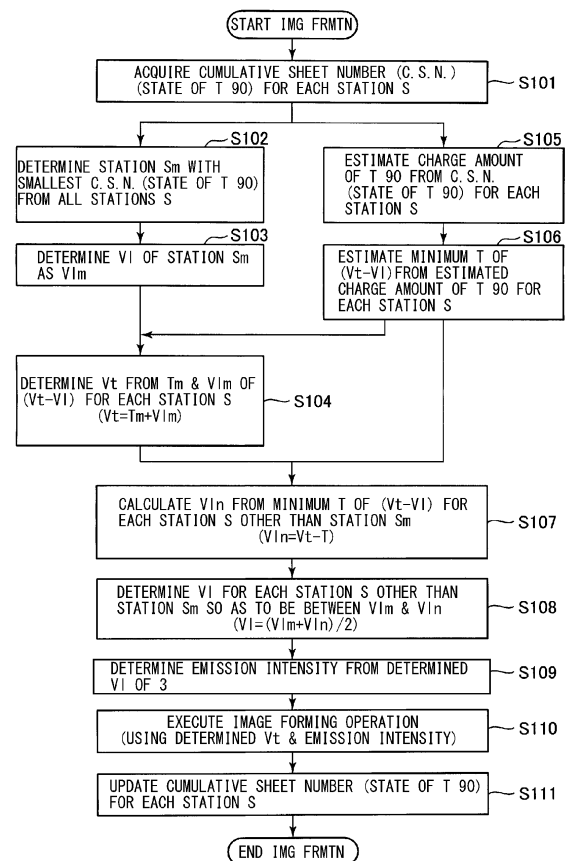 START IMG FRMTN
ACQUIRE CUMULATIVE SHEET NUMBER (C.S.N.)
(STATE OF T 90) FOR EACH STATION S
S101
S102
DETERMINE STATION Sm WITH
SMALLEST C.S.N. (STATE OF T 90)
FROM ALL STATIONS S
S103
DETERMINE Vl OF STATION Sm
AS Vlm
S105
ESTIMATE CHARGE AMOUNT
OF T 90 FROM C.S.N.
(STATE OF T 90) FOR EACH
STATION S
S106
ESTIMATE MINIMUM T OF
(Vt-Vl)FROM ESTIMATED
CHARGE AMOUNT OF T 90 FOR
EACH STATION S
DETERMINE Vt FROM Tm & Vlm OF
(Vt-Vl) FOR EACH STATION S
(Vt=Tm+Vlm)
S104
CALCULATE Vln FROM MINIMUM T OF (Vt-Vl) FOR
EACH STATION S OTHER THAN STATION Sm
(Vln=Vt-T)
S107
DETERMINE Vl FOR EACH STATION S OTHER THAN
STATION Sm SO AS TO BE BETWEEN Vlm & Vln
(Vl=(Vlm+Vln)/2)
S108
DETERMINE EMISSION INTENSITY FROM DETERMINED
Vl OF 3
S109
EXECUTE IMAGE FORMING OPERATION
(USING DETERMINED Vt & EMISSION INTENSITY)
S110
UPDATE CUMULATIVE SHEET NUMBER (STATE OF T 90)
FOR EACH STATION S
S111
END IMG FRMTN